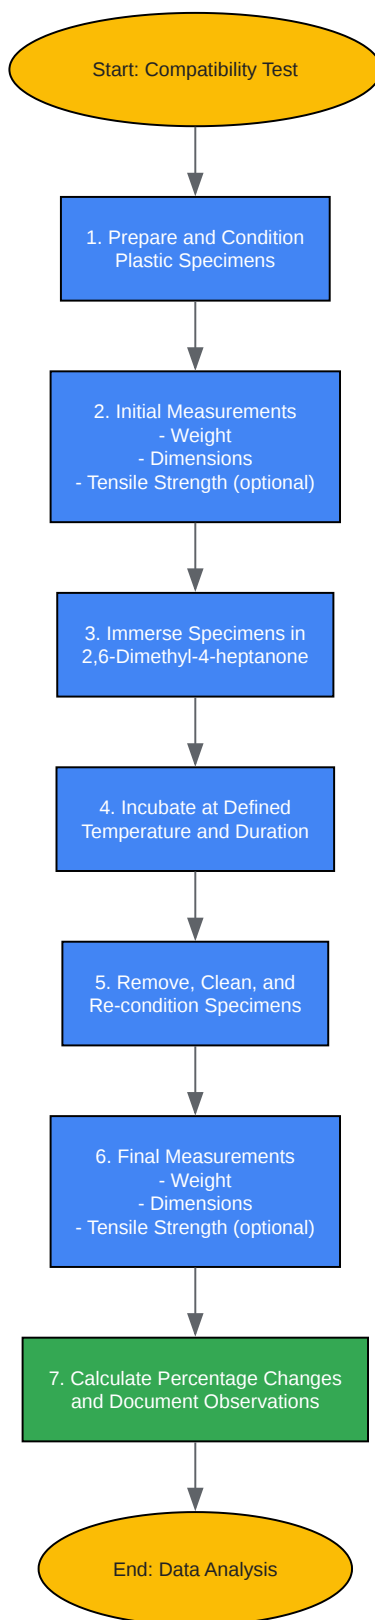 Start: Compatibility Test
1. Prepare and Condition
Plastic Specimens
2. Initial Measurements
- Weight
- Dimensions
- Tensile Strength (optional)
3. Immerse Specimens in
2,6-Dimethyl-4-heptanone
4. Incubate at Defined
Temperature and Duration
5. Remove, Clean, and
Re-condition Specimens
6. Final Measurements
- Weight
- Dimensions
- Tensile Strength (optional)
7. Calculate Percentage Changes
and Document Observations
End: Data Analysis